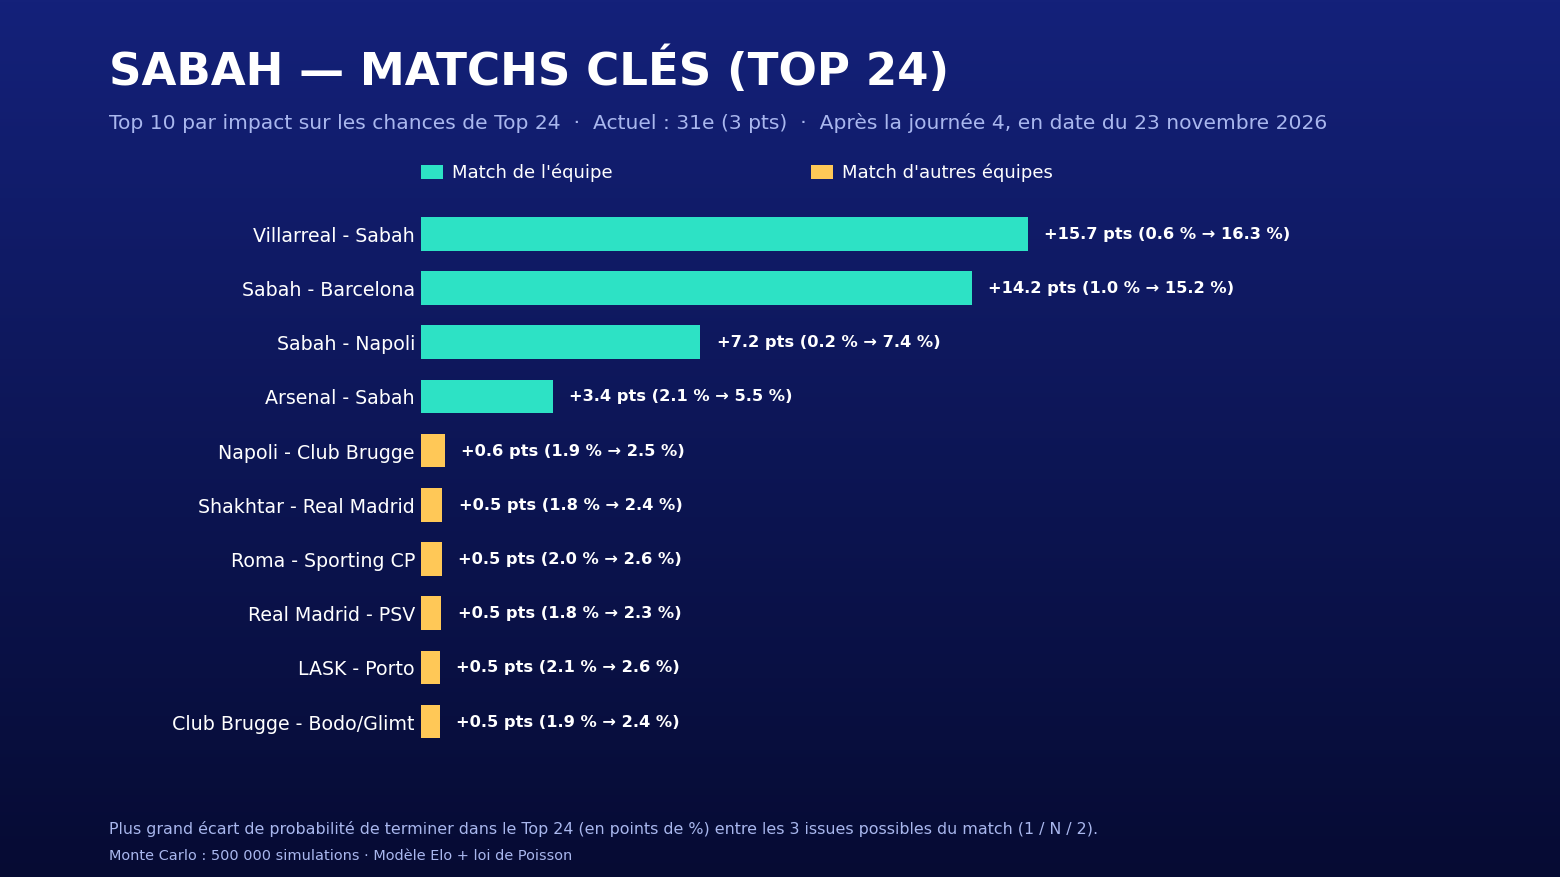 SABAH — MATCHS CLÉS (TOP 24)
Top 10 par impact sur les chances de Top 24 · Actuel : 31e (3 pts) · Après la journée 4, en date du 23 novembre 2026
Match de l'équipe
Match d'autres équipes
Villarreal - Sabah +15.7 pts (0.6 % → 16.3 %)
Sabah - Barcelona +14.2 pts (1.0 % → 15.2 %)
Sabah - Napoli +7.2 pts (0.2 % → 7.4 %)
Arsenal - Sabah +3.4 pts (2.1 % → 5.5 %)
Napoli - Club Brugge +0.6 pts (1.9 % → 2.5 %)
Shakhtar - Real Madrid +0.5 pts (1.8 % → 2.4 %)
Roma - Sporting CP +0.5 pts (2.0 % → 2.6 %)
Real Madrid - PSV +0.5 pts (1.8 % → 2.3 %)
LASK - Porto +0.5 pts (2.1 % → 2.6 %)
Club Brugge - Bodo/Glimt +0.5 pts (1.9 % → 2.4 %)
Plus grand écart de probabilité de terminer dans le Top 24 (en points de %) entre les 3 issues possibles du match (1 / N / 2).
Monte Carlo : 500 000 simulations · Modèle Elo + loi de Poisson